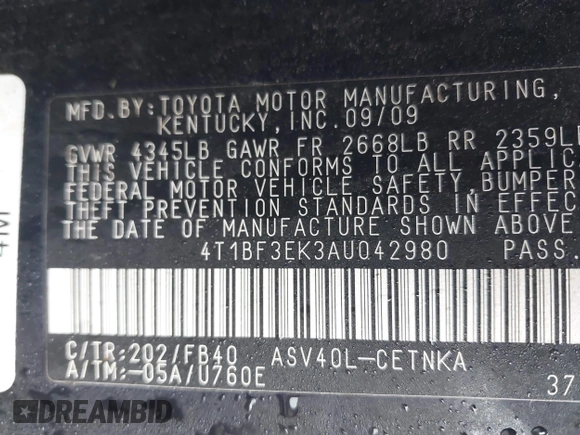 MFD.BY:TOYOTA MOTOR MANUFACTURING,
KENTUCKY,INC.09/09
GVWR 4345LB GAWR FR 2668LB RR 2359L
THIS VEHICLE CONFORMS TO ALL APPLIC
FEDERAL MOTOR VEHICLE SAFETY,BUMPER
THEFT PREVENTION STANDARDS IN EFFEC
THE DATE OF MANUFACTURE SHOWN ABOVE
4T1BF3EK3AU042980 PASS.
C/TR:202/FB40 ASV40L-CETNKA
A/TM:-05A/U760E
37
DREAMBID